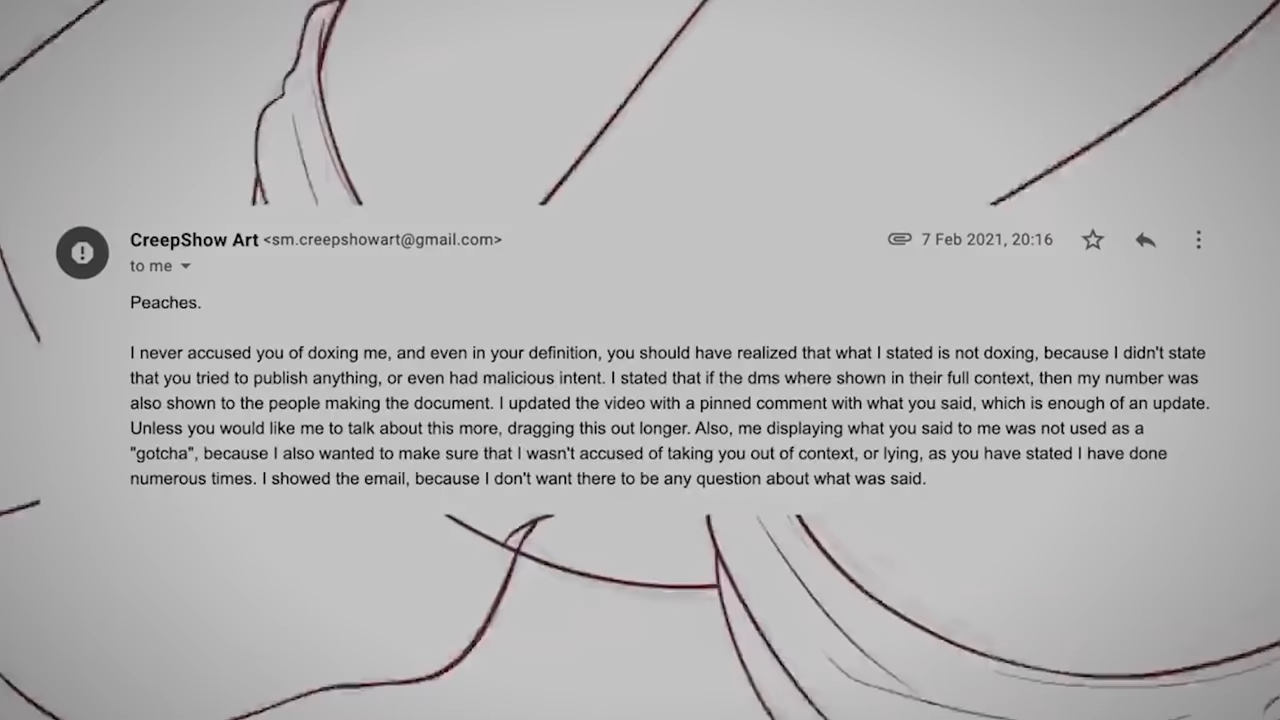 CreepShow Art <sm.creepshowart@gmail.com> 7 Feb 2021, 20:16
to me
Peaches.
I never accused you of doxing me, and even in your definition, you should have realized that what I stated is not doxing, because I didn't state
that you tried to publish anything, or even had malicious intent. I stated that if the dms where shown in their full context, then my number was
also shown to the people making the document. I updated the video with a pinned comment with what you said, which is enough of an update.
Unless you would like me to talk about this more, dragging this out longer. Also, me displaying what you said to me was not used as a
"gotcha", because I also wanted to make sure that I wasn't accused of taking you out of context, or lying, as you have stated I have done
numerous times. I showed the email, because I don't want there to be any question about what was said.